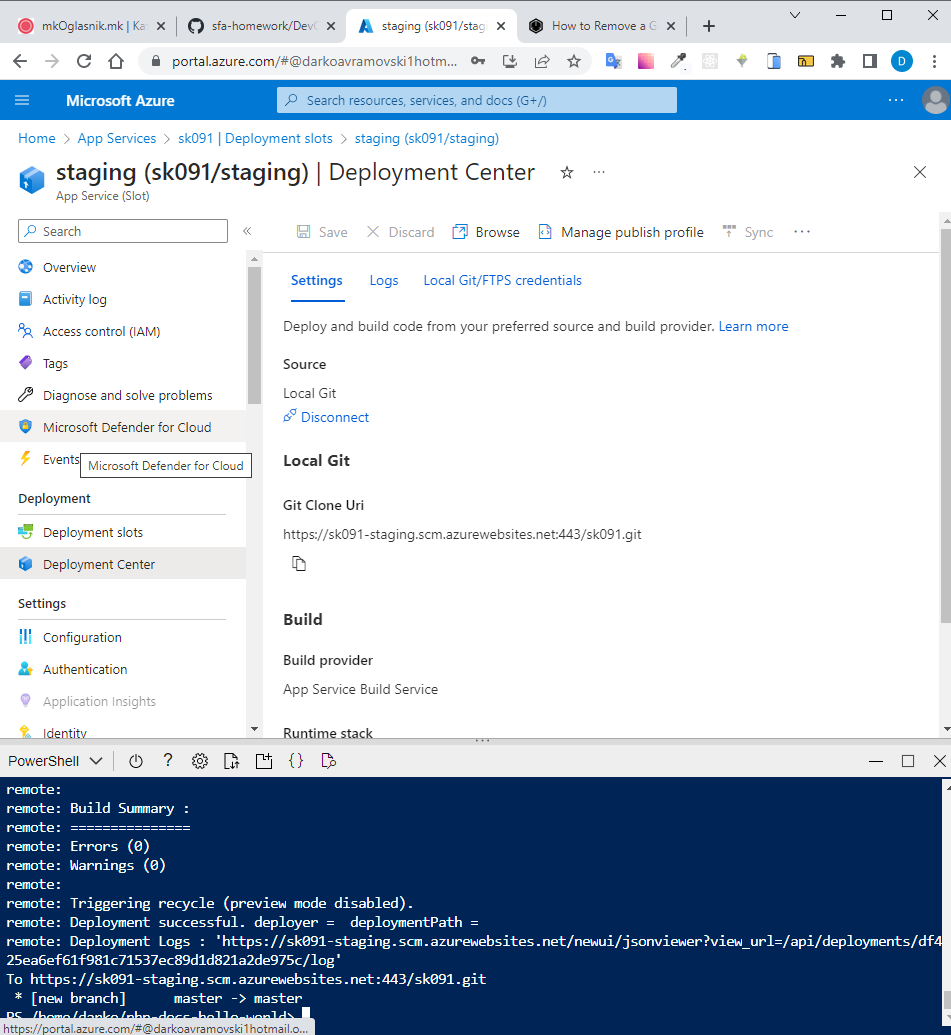 mkOglasnik.mk | Ка
sfa-homework/DevO
staging (sk091/stag
How to Remove a G
portal.azure.com/#@darkoavramovski1hotm...
D
Microsoft Azure
Search resources, services, and docs (G+/)
Home > App Services > sk091 | Deployment slots > staging (sk091/staging)
staging (sk091/staging) | Deployment Center
App Service (Slot)
Search
Save
Discard
Browse
Manage publish profile
Sync
Overview
Activity log
Access control (IAM)
Tags
Diagnose and solve problems
Microsoft Defender for Cloud
Events
Microsoft Defender for Cloud
Deployment
Deployment slots
Deployment Center
Settings
Configuration
Authentication
Application Insights
Identity
Settings
Logs
Local Git/FTPS credentials
Deploy and build code from your preferred source and build provider. Learn more
Source
Local Git
Disconnect
Local Git
Git Clone Uri
https://sk091-staging.scm.azurewebsites.net:443/sk091.git
Build
Build provider
App Service Build Service
Runtime stack
PowerShell
remote:
remote: Build Summary :
remote: ===============
remote: Errors (0)
remote: Warnings (0)
remote:
remote: Triggering recycle (preview mode disabled).
remote: Deployment successful. deployer =  deploymentPath =
remote: Deployment Logs : 'https://sk091-staging.scm.azurewebsites.net/newui/jsonviewer?view_url=/api/deployments/df4
25ea6ef61f981c71537ec89d1d821a2de975c/log'
To https://sk091-staging.scm.azurewebsites.net:443/sk091.git
 * [new branch]      master -> master
PS /home/danko/php-docs-hello-world>
https://portal.azure.com/#@darkoavramovski1hotmail.o...